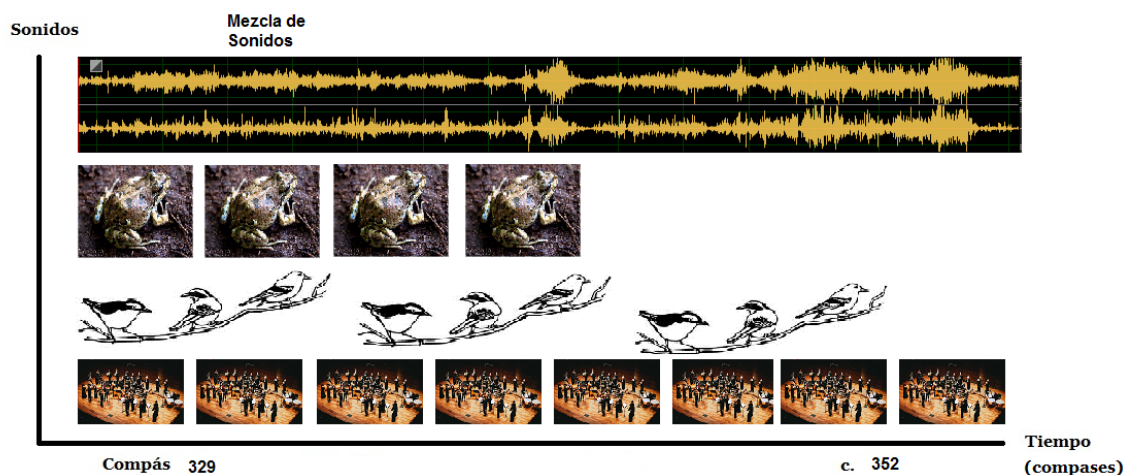 Sonidos
Mezcla de
Sonidos
Tiempo
(compases)
Compás 329
c. 352